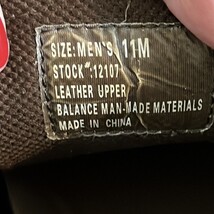 SIZE: MEN'S 11M
STOCK#: 12107
LEATHER UPPER
BALANCE MAN-MADE MATERIALS
MADE IN CHINA